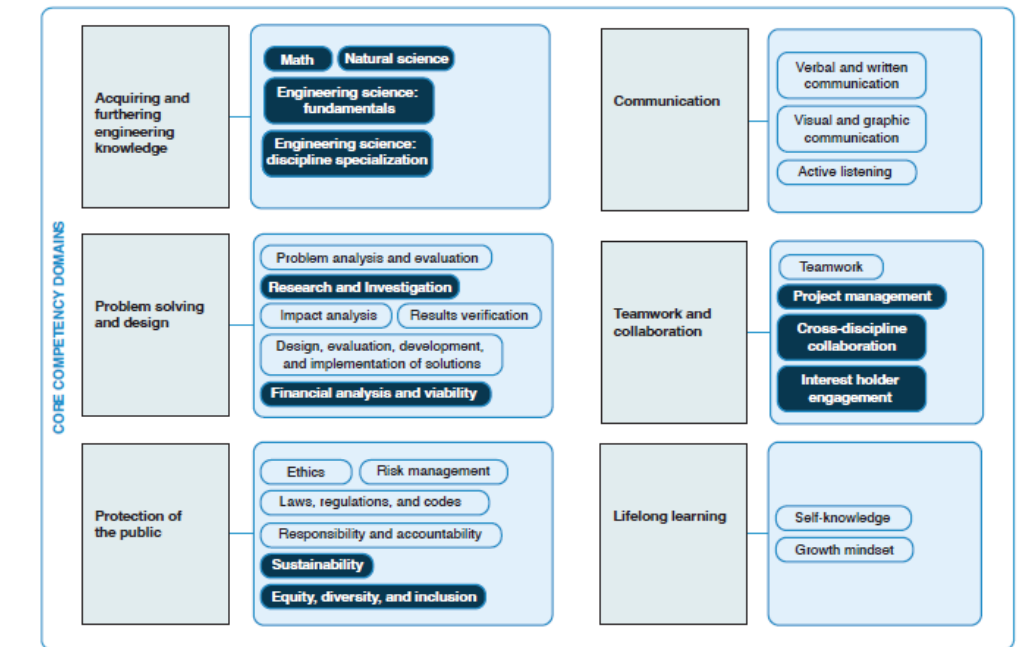 CORE COMPETENCY DOMAINS
Acquiring and
furthering
engineering
knowledge
Math
Natural science
Engineering science:
fundamentals
Engineering science:
discipline specialization
Problem solving
and design
Problem analysis and evaluation
Research and Investigation
Impact analysis
Results verification
Design, evaluation, development,
and implementation of solutions
Financial analysis and viability
Protection of
the public
Ethics
Risk management
Laws, regulations, and codes
Responsibility and accountability
Sustainability
Equity, diversity, and inclusion
Communication
Verbal and written
communication
Visual and graphic
communication
Active listening
Teamwork and
collaboration
Teamwork
Project management
Cross-discipline
collaboration
Interest holder
engagement
Lifelong learning
Self-knowledge
Growth mindset